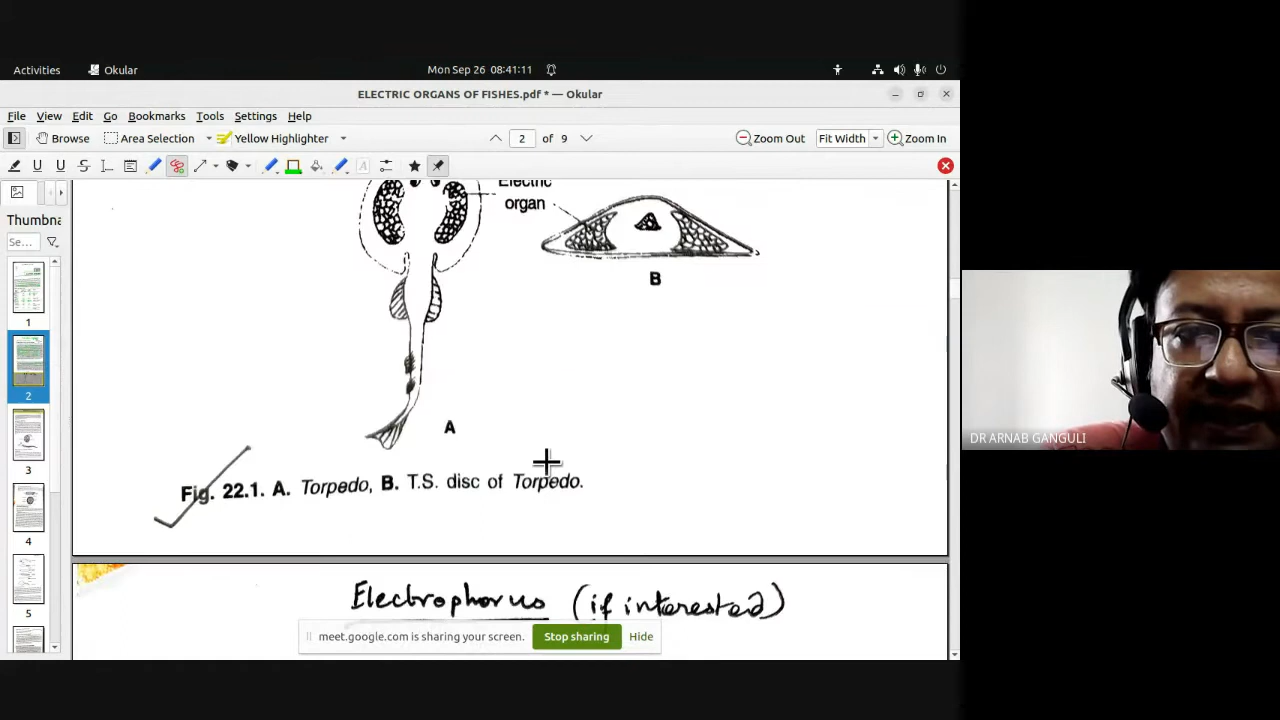 Activities Okular Mon Sep 26 08:41:11
ELECTRIC ORGANS OF FISHES.pdf * — Okular
File View Edit Go Bookmarks Tools Settings Help
Browse Area Selection Yellow Highlighter 2 of 9 Zoom Out Fit Width Zoom In
Thumbna
Se...
1
2
3
4
5
Electric
organ
B
A
Fig. 22.1. A. Torpedo, B. T.S. disc of Torpedo.
Electrophorus (if interested)
meet.google.com is sharing your screen. Stop sharing Hide
DR ARNAB GANGULI